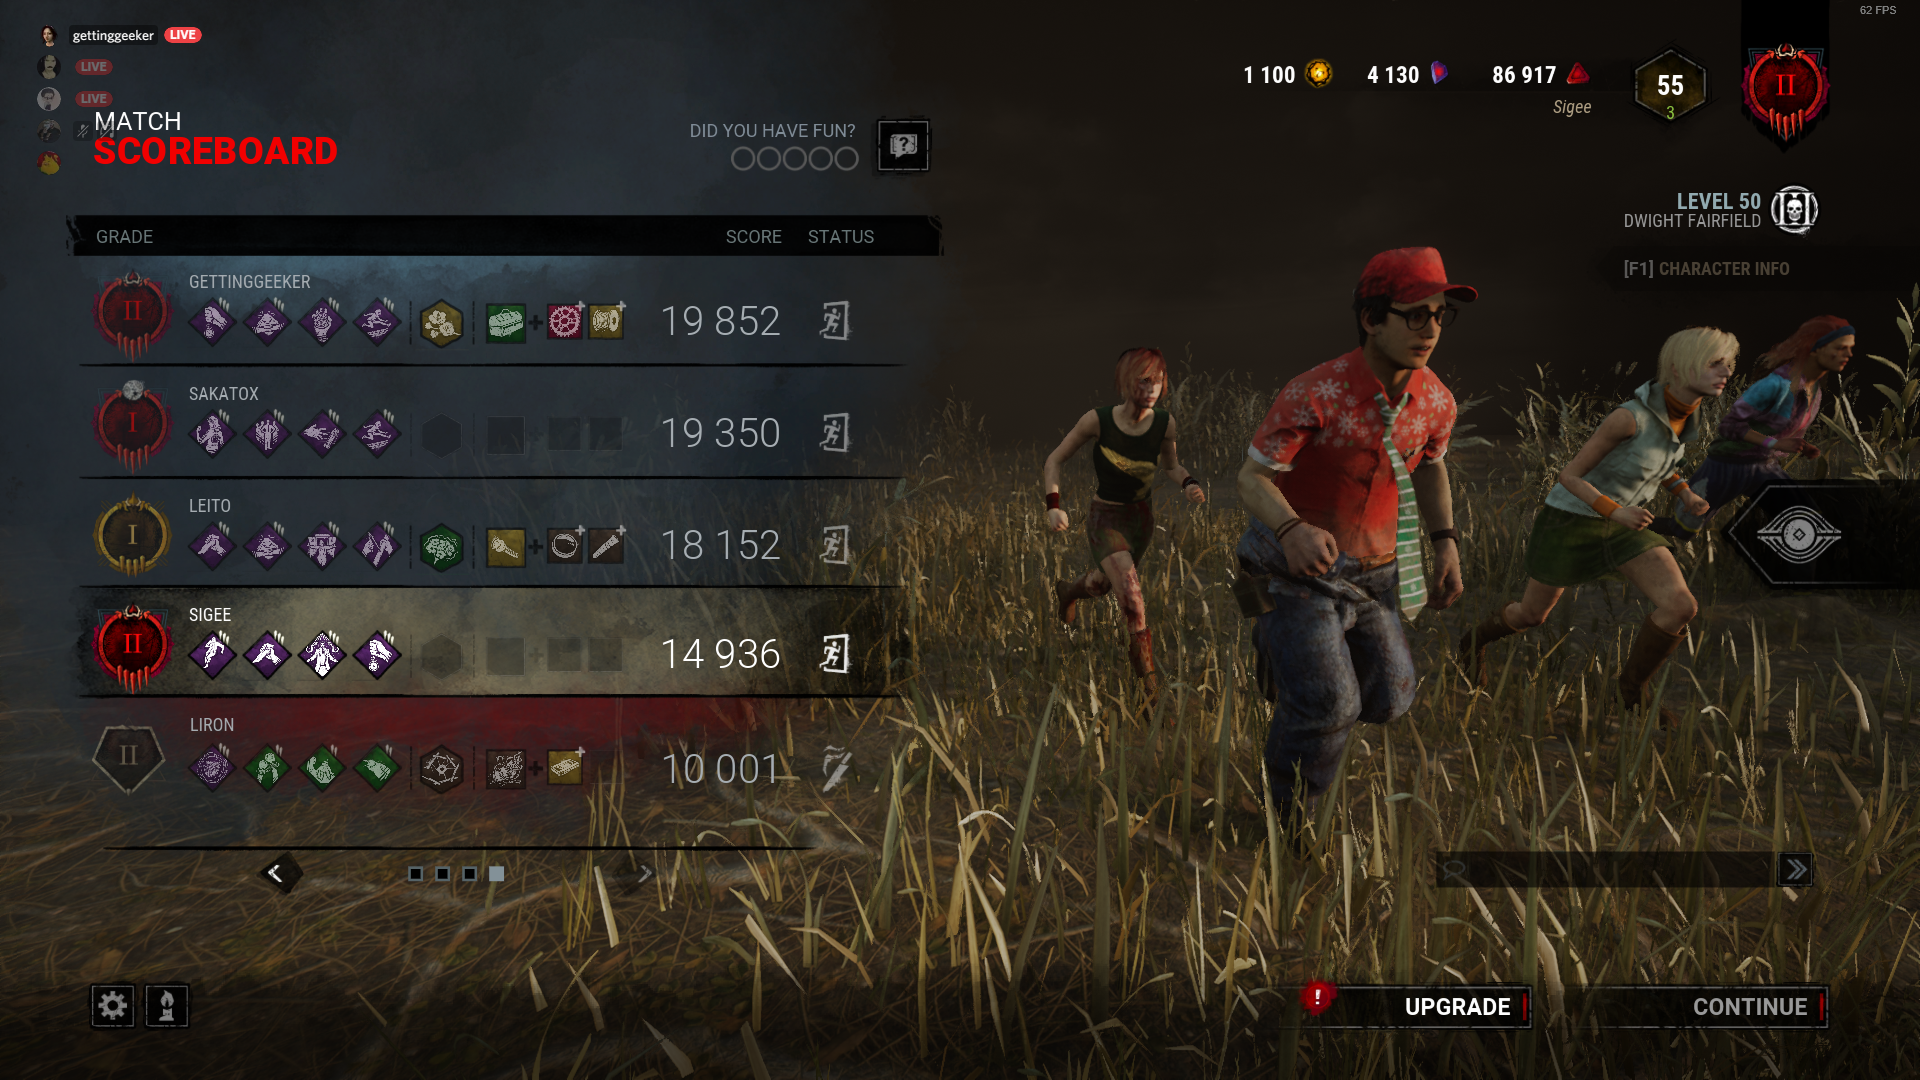 62 FPS
gettinggeeker LIVE
LIVE
LIVE
MATCH
SCOREBOARD
DID YOU HAVE FUN?
1 100
4 130
86 917
Sigee
55
3
II
LEVEL 50
DWIGHT FAIRFIELD
[F1] CHARACTER INFO
GRADE SCORE STATUS
GETTINGGEEKER
II 19 852
SAKATOX
I 19 350
LEITO
I 18 152
SIGEE
II 14 936
LIRON
II 10 001
UPGRADE
CONTINUE